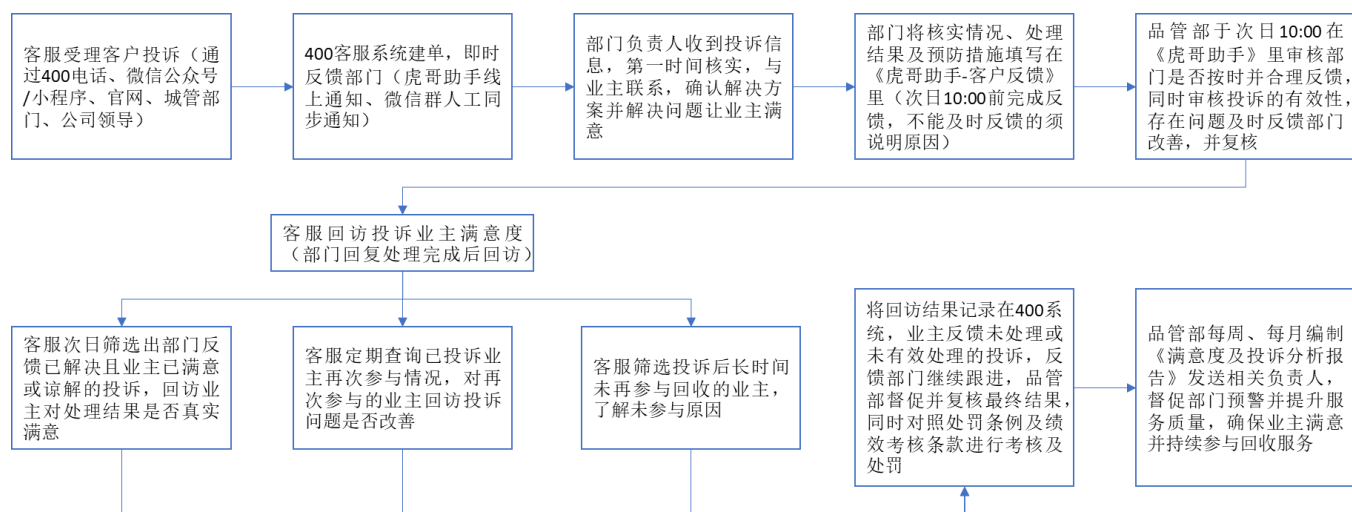 客服受理客户投诉（通
过400电话、微信公众号
/小程序、官网、城管部
门、公司领导）
400客服系统建单，即时
反馈部门（虎哥助手线
上通知、微信群人工同
步通知）
部门负责人收到投诉信
息，第一时间核实，与
业主联系，确认解决方
案并解决问题让业主满
意
部门将核实情况、处理
结果及预防措施填写在
《虎哥助手-客户反馈》
里（次日10:00前完成反
馈，不能及时反馈的须
说明原因）
品管部于次日10:00在
《虎哥助手》里审核部
门是否按时并合理反馈，
同时审核投诉的有效性，
存在问题及时反馈部门
改善，并复核
客服回访投诉业主满意度
（部门回复处理完成后回访）
客服次日筛选出部门反
馈已解决且业主已满意
或谅解的投诉，回访业
主对处理结果是否真实
满意
客服定期查询已投诉业
主再次参与情况，对再
次参与的业主回访投诉
问题是否改善
客服筛选投诉后长时间
未再参与回收的业主，
了解未参与原因
将回访结果记录在400系
统，业主反馈未处理或
未有效处理的投诉，反
馈部门继续跟进，品管
部督促并复核最终结果，
同时对照处罚条例及绩
效考核条款进行考核及
处罚
品管部每周、每月编制
《满意度及投诉分析报
告》发送相关负责人，
督促部门预警并提升服
务质量，确保业主满意
并持续参与回收服务